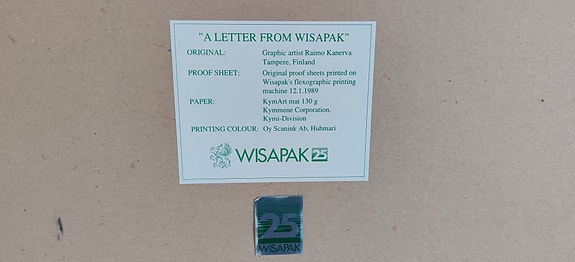 "A LETTER FROM WISAPAK"
ORIGINAL: Graphic artist Raimo Kanerva
Tampere, Finland
PROOF SHEET: Original proof sheets printed on
Wisapak's flexographic printing
machine 12.1.1989
PAPER: KymArt mat 130 g
Kymmene Corporation,
Kymi-Division
PRINTING COLOUR: Oy Scanink Ab, Huhmari
WISAPAK 25
25
WISAPAK